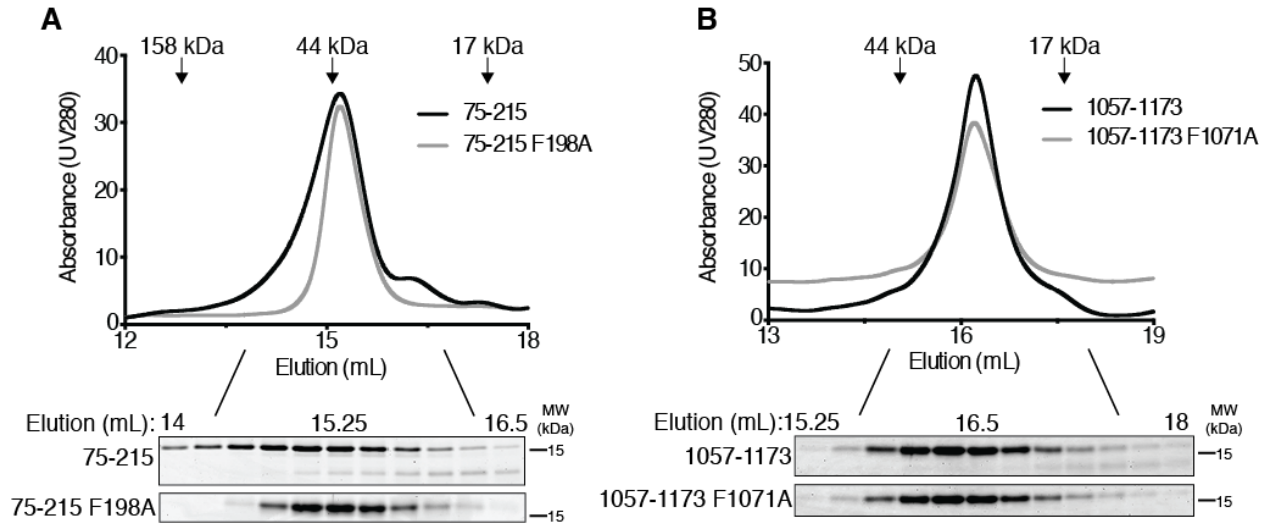 A
158 kDa 44 kDa 17 kDa
40
30
20
10
0
Absorbance (UV280)
75-215
75-215 F198A
12 15 18
Elution (mL)
Elution (mL): 14 15.25 16.5 MW (kDa)
75-215 15
75-215 F198A 15
B
44 kDa 17 kDa
50
40
30
20
10
0
Absorbance (UV280)
1057-1173
1057-1173 F1071A
13 16 19
Elution (mL)
Elution (mL): 15.25 16.5 18 MW (kDa)
1057-1173 15
1057-1173 F1071A 15